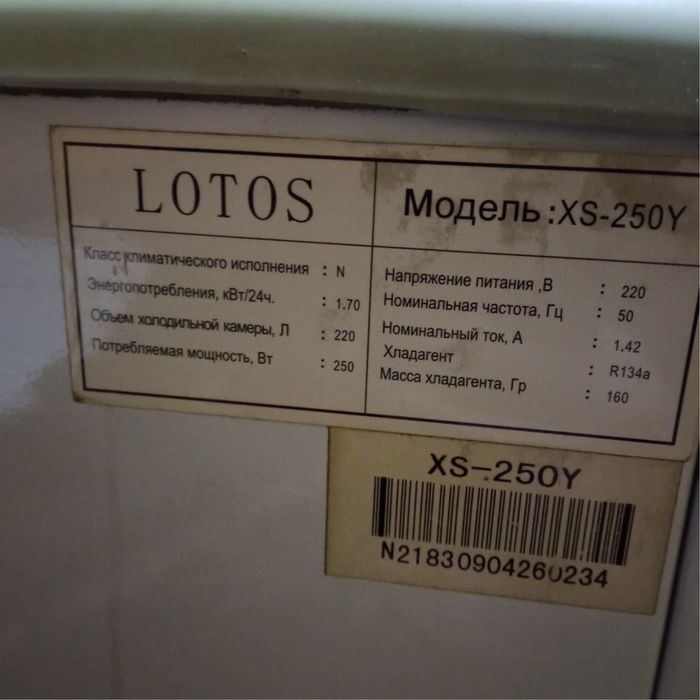 LOTOS
Модель:XS-250Y
Класс климатического исполнения : N
Энергопотребления, кВт/24ч. : 1.70
Объем холодильной камеры, Л : 220
Потребляемая мощность, Вт : 250
Напряжение питания ,В : 220
Номинальная частота, Гц : 50
Номинальный ток, А : 1.42
Хладагент : R134a
Масса хладагента, Гр : 160
XS-250Y
N21830904260234